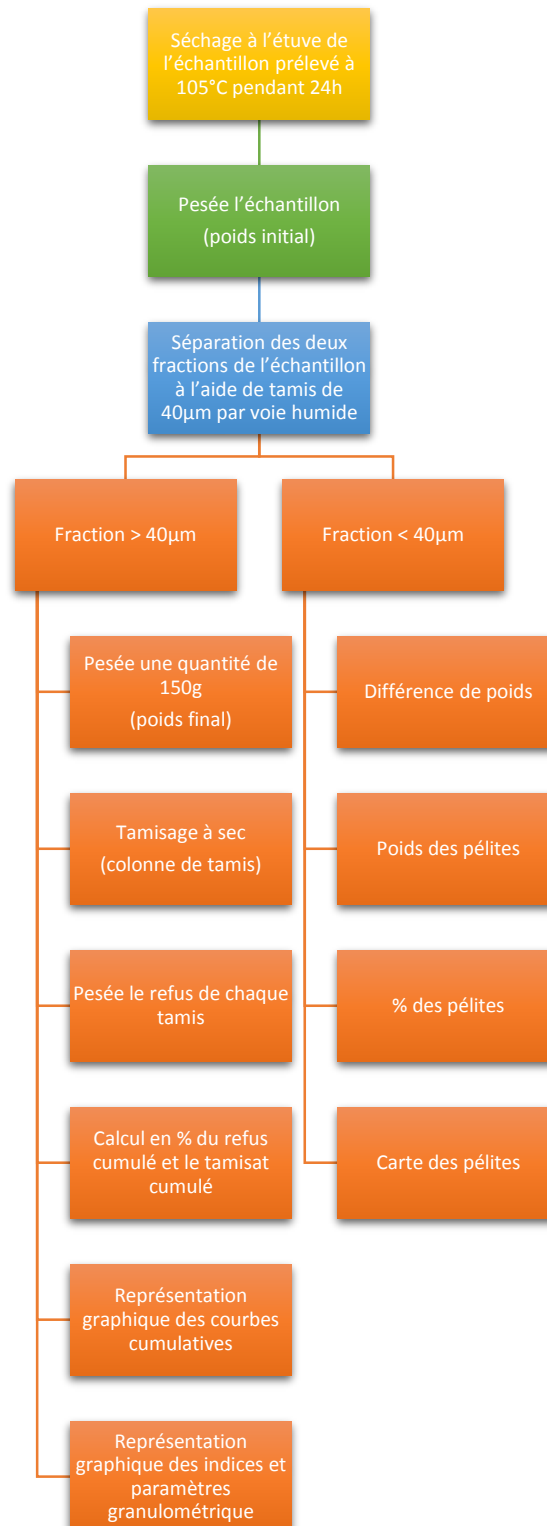 Séchage à l'étuve de
l'échantillon prélevé à
105°C pendant 24h
Pesée l'échantillon
(poids initial)
Séparation des deux
fractions de l'échantillon
à l'aide de tamis de
40µm par voie humide
Fraction > 40µm
Fraction < 40µm
Pesée une quantité de
150g
(poids final)
Différence de poids
Tamisage à sec
(colonne de tamis)
Poids des pélites
Pesée le refus de chaque
tamis
% des pélites
Calcul en % du refus
cumulé et le tamisat
cumulé
Carte des pélites
Représentation
graphique des courbes
cumulatives
Représentation
graphique des indices et
paramètres
granulométrique